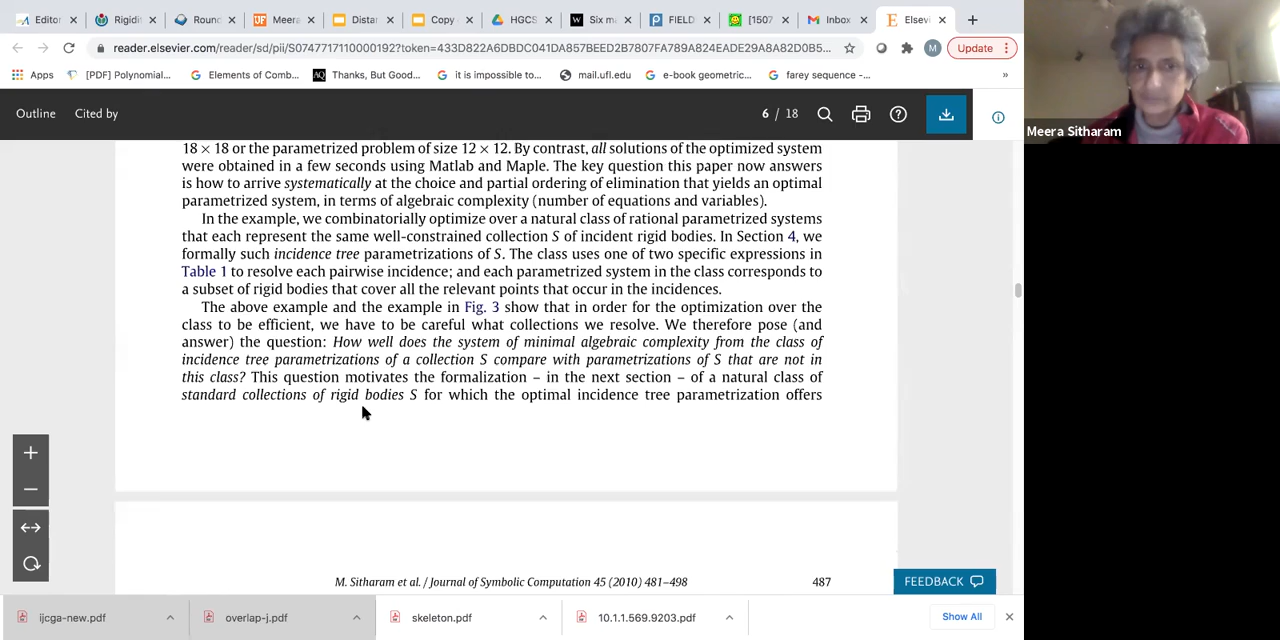 Editor
Rigidi
Round
Meera
Distan
Copy
HGCS
Six m
FIELD
[1507
Inbox
Elsevi
reader.elsevier.com/reader/sd/pii/S0747717110000192?token=433D822A6DBDC041DA857BEED2B7807FA789A824EADE29A8A82D0B5...
M
Update
Apps
[PDF] Polynomial...
Elements of Comb...
Thanks, But Good...
it is impossible to...
mail.ufl.edu
e-book geometric...
farey sequence -...
»
Outline
Cited by
6 / 18
Meera Sitharam
18 × 18 or the parametrized problem of size 12 × 12. By contrast, all solutions of the optimized system
were obtained in a few seconds using Matlab and Maple. The key question this paper now answers
is how to arrive systematically at the choice and partial ordering of elimination that yields an optimal
parametrized system, in terms of algebraic complexity (number of equations and variables).
In the example, we combinatorially optimize over a natural class of rational parametrized systems
that each represent the same well-constrained collection S of incident rigid bodies. In Section 4, we
formally such incidence tree parametrizations of S. The class uses one of two specific expressions in
Table 1 to resolve each pairwise incidence; and each parametrized system in the class corresponds to
a subset of rigid bodies that cover all the relevant points that occur in the incidences.
The above example and the example in Fig. 3 show that in order for the optimization over the
class to be efficient, we have to be careful what collections we resolve. We therefore pose (and
answer) the question: How well does the system of minimal algebraic complexity from the class of
incidence tree parametrizations of a collection S compare with parametrizations of S that are not in
this class? This question motivates the formalization – in the next section – of a natural class of
standard collections of rigid bodies S for which the optimal incidence tree parametrization offers
M. Sitharam et al. / Journal of Symbolic Computation 45 (2010) 481–498
487
FEEDBACK
ijcga-new.pdf
overlap-j.pdf
skeleton.pdf
10.1.1.569.9203.pdf
Show All